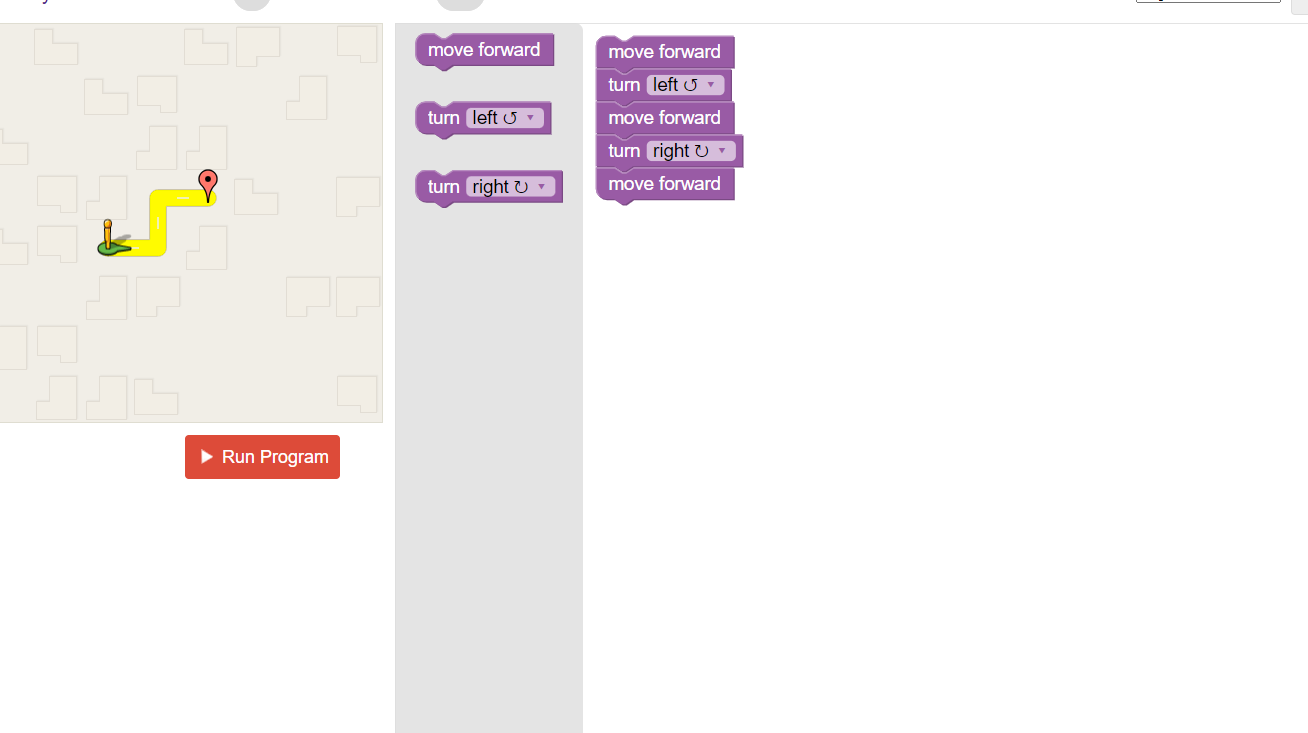 move forward
turn left ↺ ▾
turn right ↻ ▾
move forward
turn left ↺ ▾
move forward
turn right ↻ ▾
move forward
Run Program